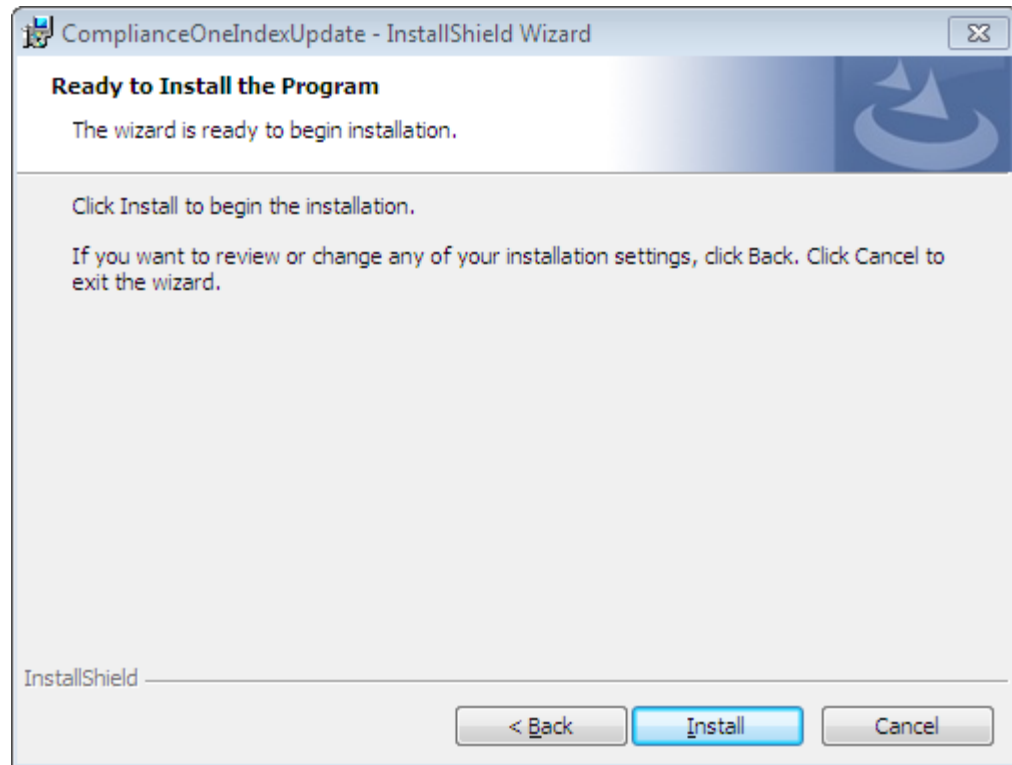 ComplianceOneIndexUpdate - InstallShield Wizard
Ready to Install the Program
The wizard is ready to begin installation.
Click Install to begin the installation.
If you want to review or change any of your installation settings, click Back. Click Cancel to
exit the wizard.
InstallShield
< Back
Install
Cancel